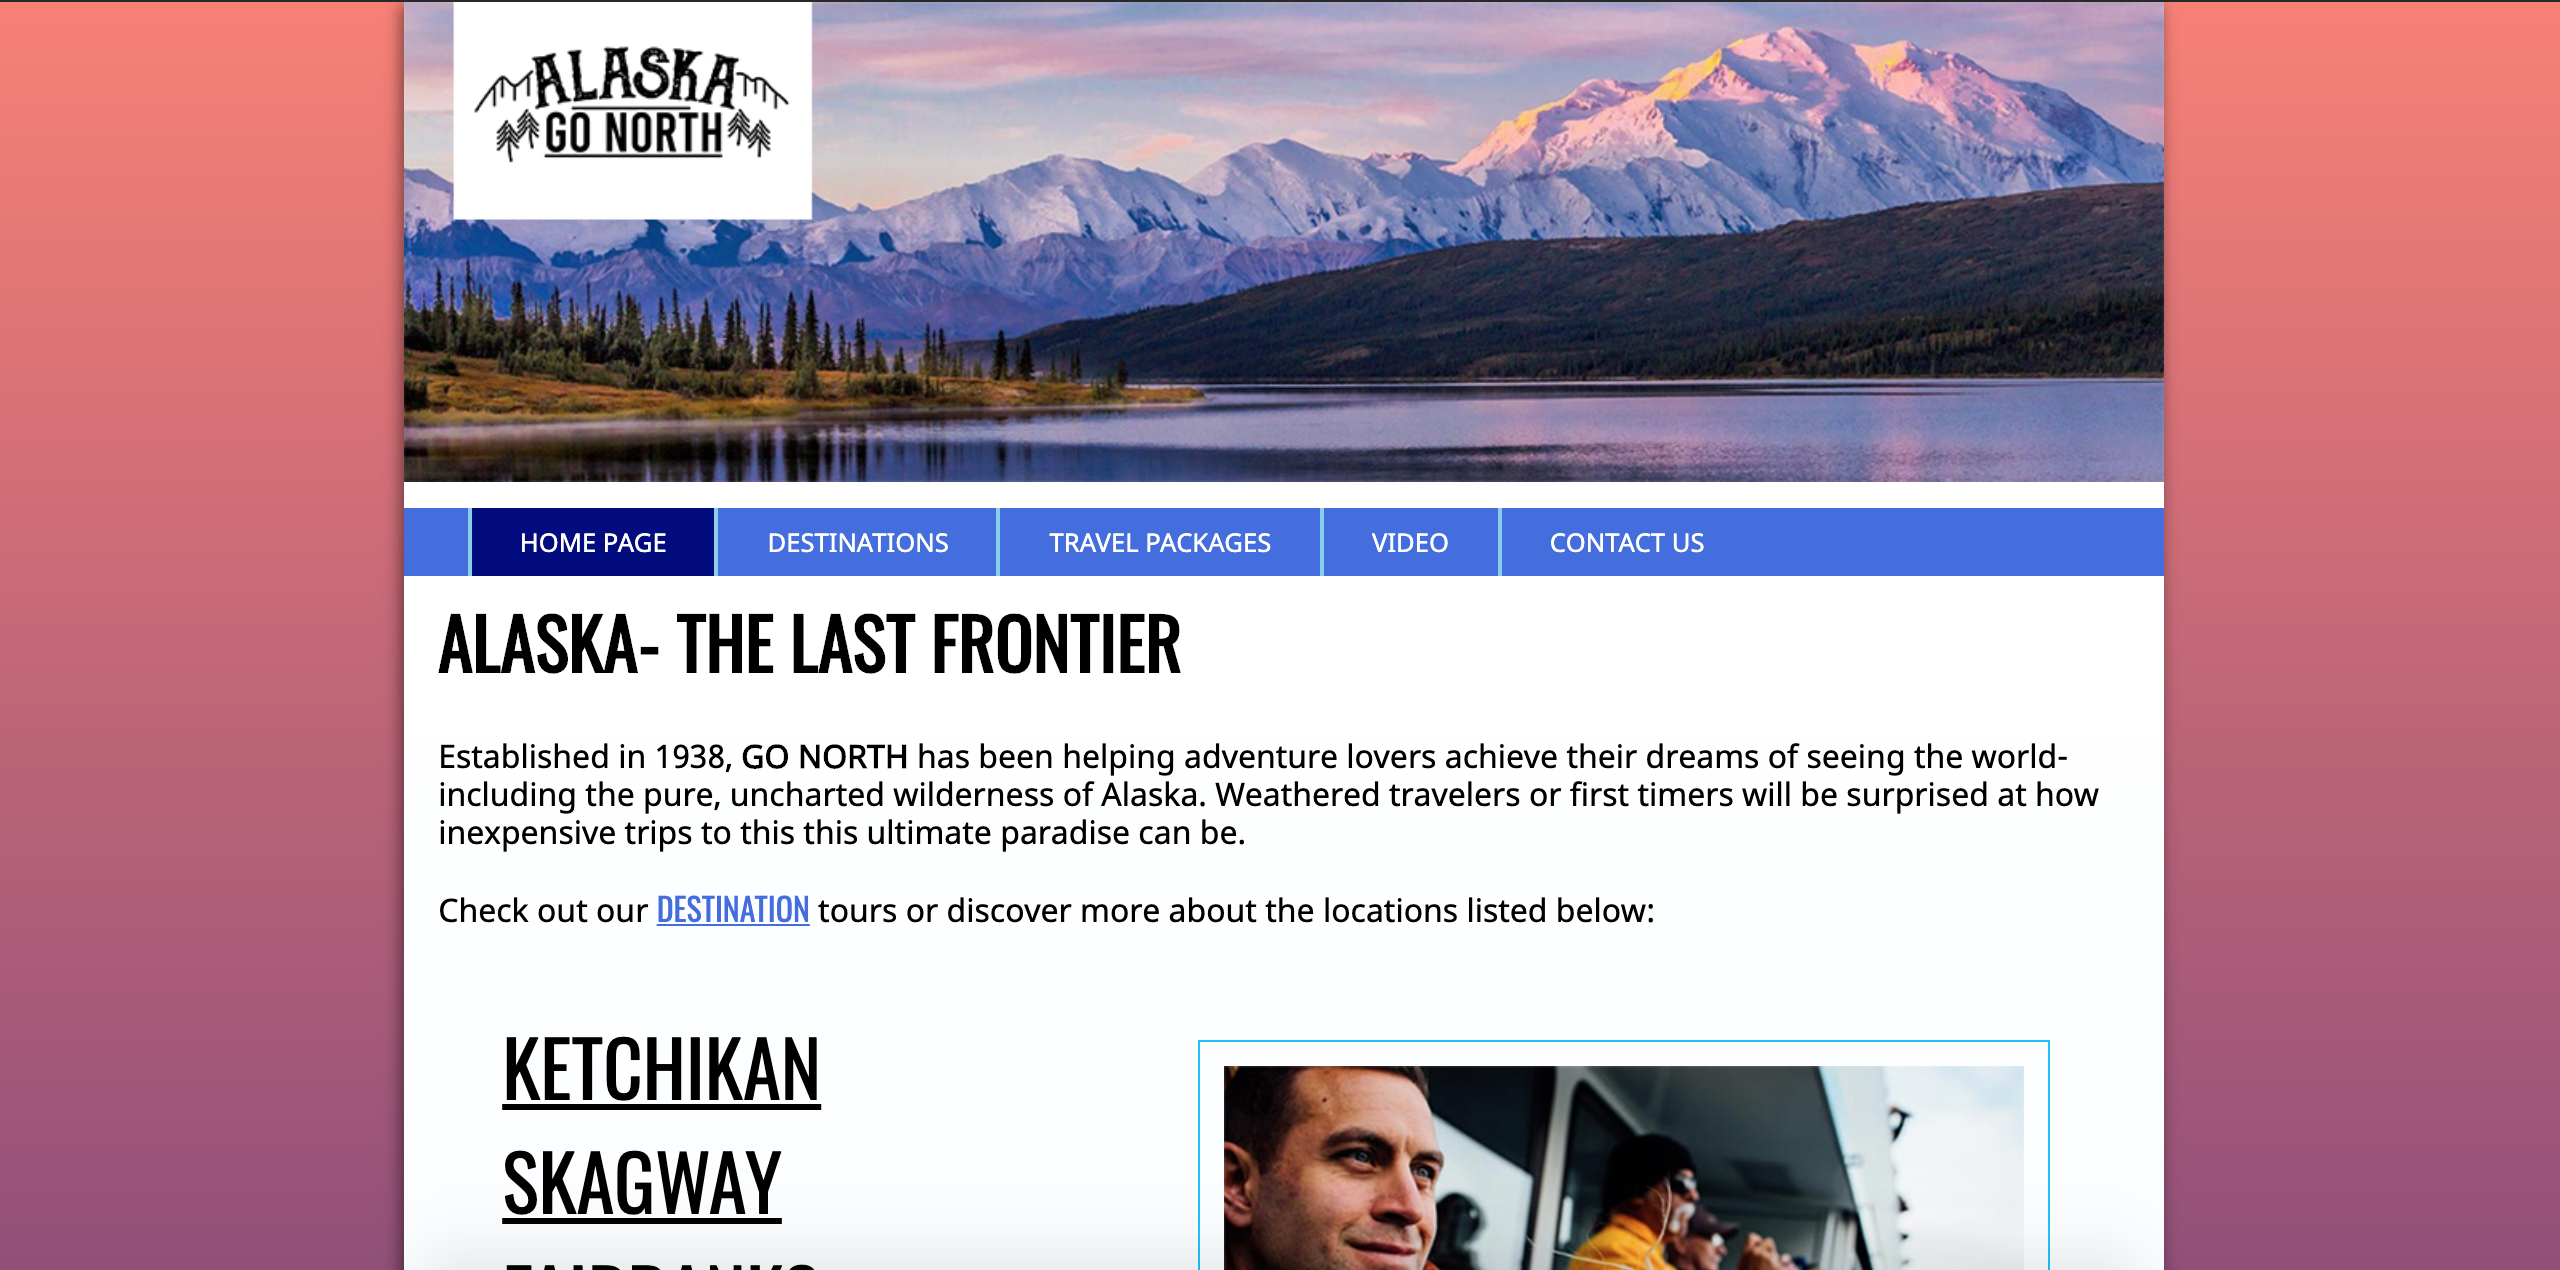 ALASKA
GO NORTH
HOME PAGE
DESTINATIONS
TRAVEL PACKAGES
VIDEO
CONTACT US
ALASKA- THE LAST FRONTIER
Established in 1938, GO NORTH has been helping adventure lovers achieve their dreams of seeing the world-
including the pure, uncharted wilderness of Alaska. Weathered travelers or first timers will be surprised at how
inexpensive trips to this this ultimate paradise can be.
Check out our DESTINATION tours or discover more about the locations listed below:
KETCHIKAN
SKAGWAY